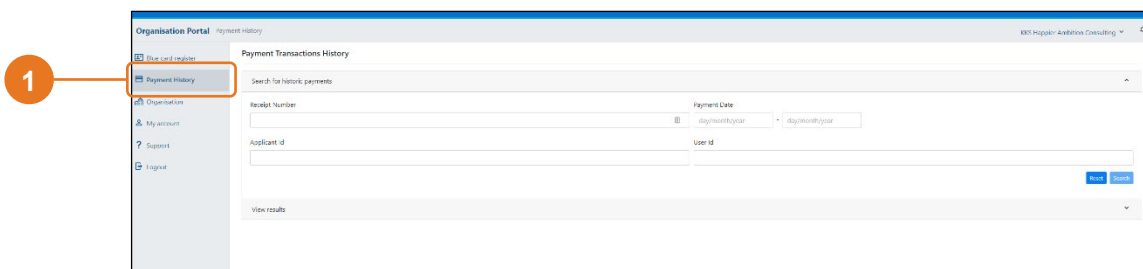 Organisation Portal Payment History
KKS Happier Ambition Consulting
1
Blue card register
Payment History
Organisation
My account
Support
Logout
Payment Transactions History
Search for historic payments
Receipt Number
Payment Date
day/month/year - day/month/year
Applicant id
User Id
Reset Search
View results